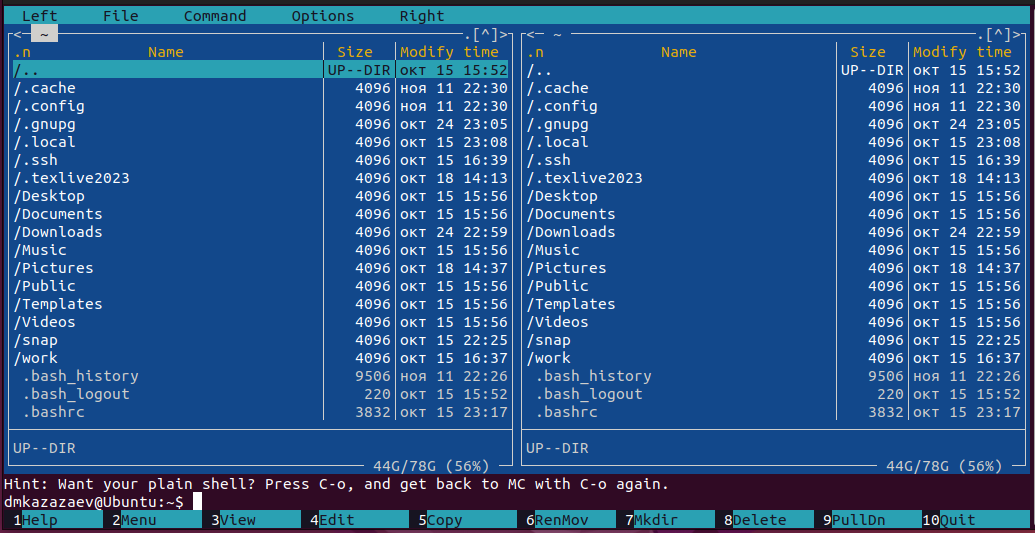 Left File Command Options Right
<─ ~ .[^]> <─ ~ .[^]>
.n Name Size Modify time .n Name Size Modify time
/.. UP--DIR окт 15 15:52 /.. UP--DIR окт 15 15:52
/.cache 4096 ноя 11 22:30 /.cache 4096 ноя 11 22:30
/.config 4096 ноя 11 22:30 /.config 4096 ноя 11 22:30
/.gnupg 4096 окт 24 23:05 /.gnupg 4096 окт 24 23:05
/.local 4096 окт 15 23:08 /.local 4096 окт 15 23:08
/.ssh 4096 окт 15 16:39 /.ssh 4096 окт 15 16:39
/.texlive2023 4096 окт 18 14:13 /.texlive2023 4096 окт 18 14:13
/Desktop 4096 окт 15 15:56 /Desktop 4096 окт 15 15:56
/Documents 4096 окт 15 15:56 /Documents 4096 окт 15 15:56
/Downloads 4096 окт 24 22:59 /Downloads 4096 окт 24 22:59
/Music 4096 окт 15 15:56 /Music 4096 окт 15 15:56
/Pictures 4096 окт 18 14:37 /Pictures 4096 окт 18 14:37
/Public 4096 окт 15 15:56 /Public 4096 окт 15 15:56
/Templates 4096 окт 15 15:56 /Templates 4096 окт 15 15:56
/Videos 4096 окт 15 15:56 /Videos 4096 окт 15 15:56
/snap 4096 окт 15 22:25 /snap 4096 окт 15 22:25
/work 4096 окт 15 16:37 /work 4096 окт 15 16:37
.bash_history 9506 ноя 11 22:26 .bash_history 9506 ноя 11 22:26
.bash_logout 220 окт 15 15:52 .bash_logout 220 окт 15 15:52
.bashrc 3832 окт 15 23:17 .bashrc 3832 окт 15 23:17
UP--DIR UP--DIR
44G/78G (56%) 44G/78G (56%)
Hint: Want your plain shell? Press C-o, and get back to MC with C-o again.
dmkazazaev@Ubuntu:~$
1Help 2Menu 3View 4Edit 5Copy 6RenMov 7Mkdir 8Delete 9PullDn 10Quit